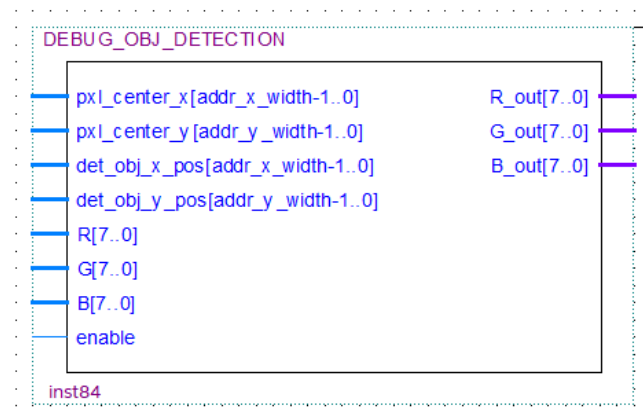 DEBUG_OBJ_DETECTION
pxl_center_x[addr_x_width-1..0] R_out[7..0]
pxl_center_y[addr_y_width-1..0] G_out[7..0]
det_obj_x_pos[addr_x_width-1..0] B_out[7..0]
det_obj_y_pos[addr_y_width-1..0]
R[7..0]
G[7..0]
B[7..0]
enable
inst84